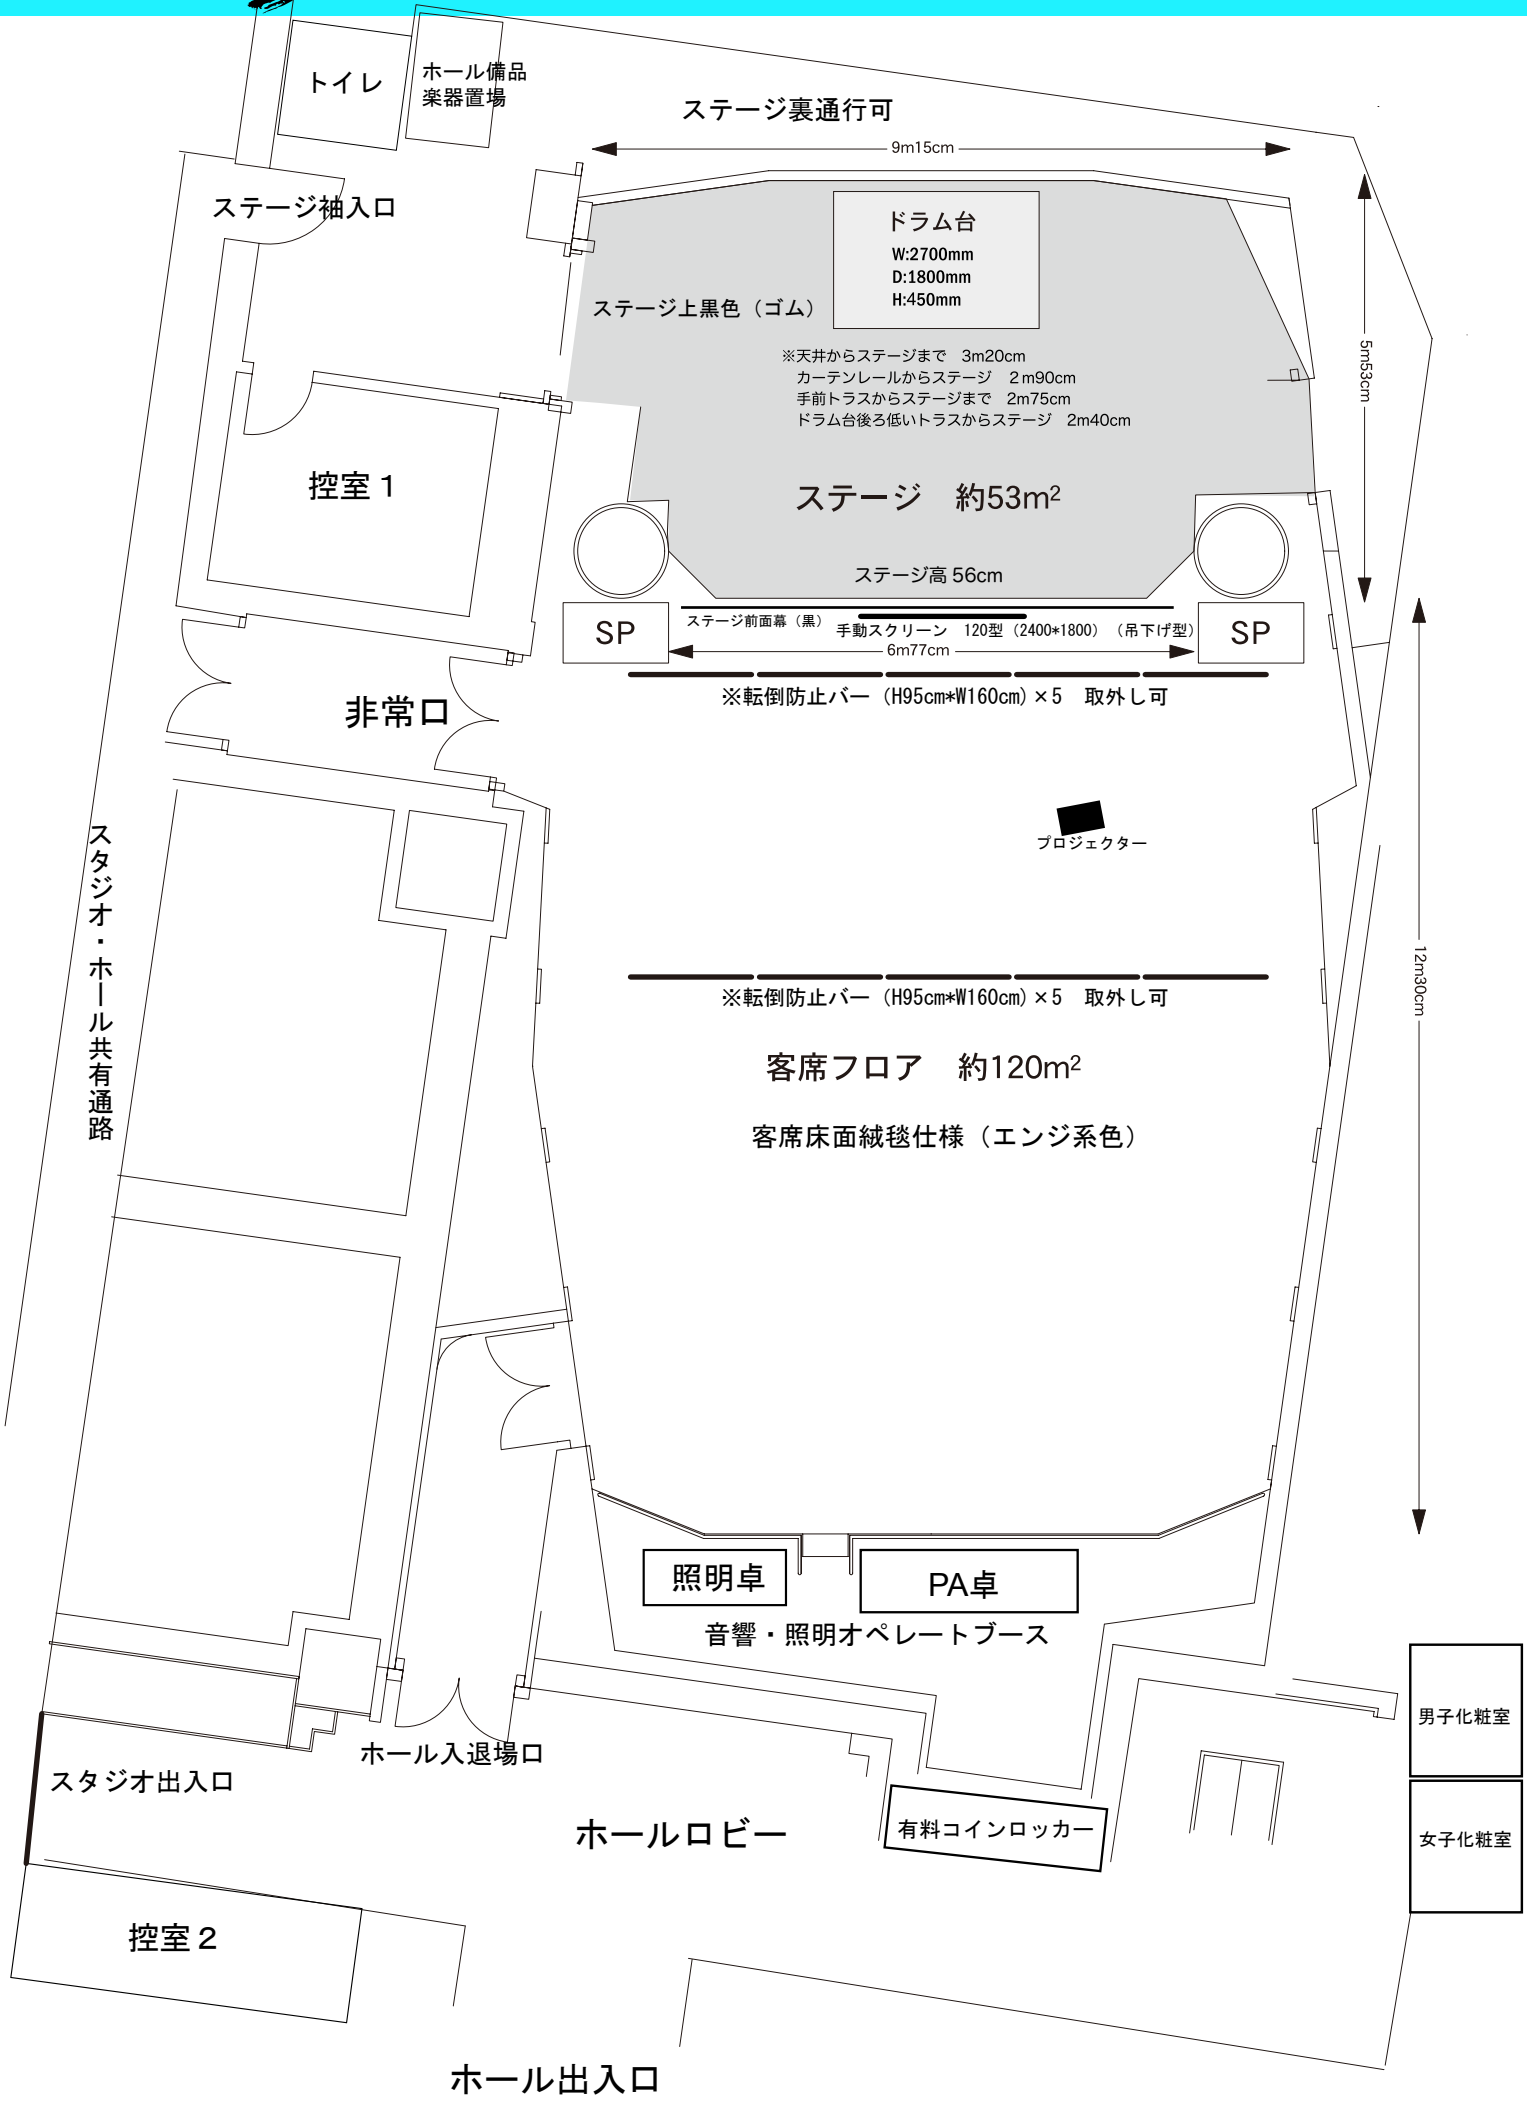 トイレ
ホール備品
楽器置場
ステージ裏通行可
9m15cm
ステージ袖入口
ドラム台
W:2700mm
D:1800mm
H:450mm
ステージ上黒色（ゴム）
※天井からステージまで　3m20cm
カーテンレールからステージ　2m90cm
手前トラスからステージまで　2m75cm
ドラム台後ろ低いトラスからステージ　2m40cm
5m53cm
控室1
ステージ　約53m²
ステージ高 56cm
SP
ステージ前面幕（黒）
手動スクリーン　120型（2400*1800）（吊下げ型）
SP
6m77cm
※転倒防止バー（H95cm*W160cm）×5　取外し可
非常口
プロジェクター
スタジオ・ホール共有通路
12m30cm
※転倒防止バー（H95cm*W160cm）×5　取外し可
客席フロア　約120m²
客席床面絨毯仕様（エンジ系色）
照明卓
PA卓
音響・照明オペレートブース
男子化粧室
ホール入退場口
スタジオ出入口
ホールロビー
有料コインロッカー
女子化粧室
控室2
ホール出入口